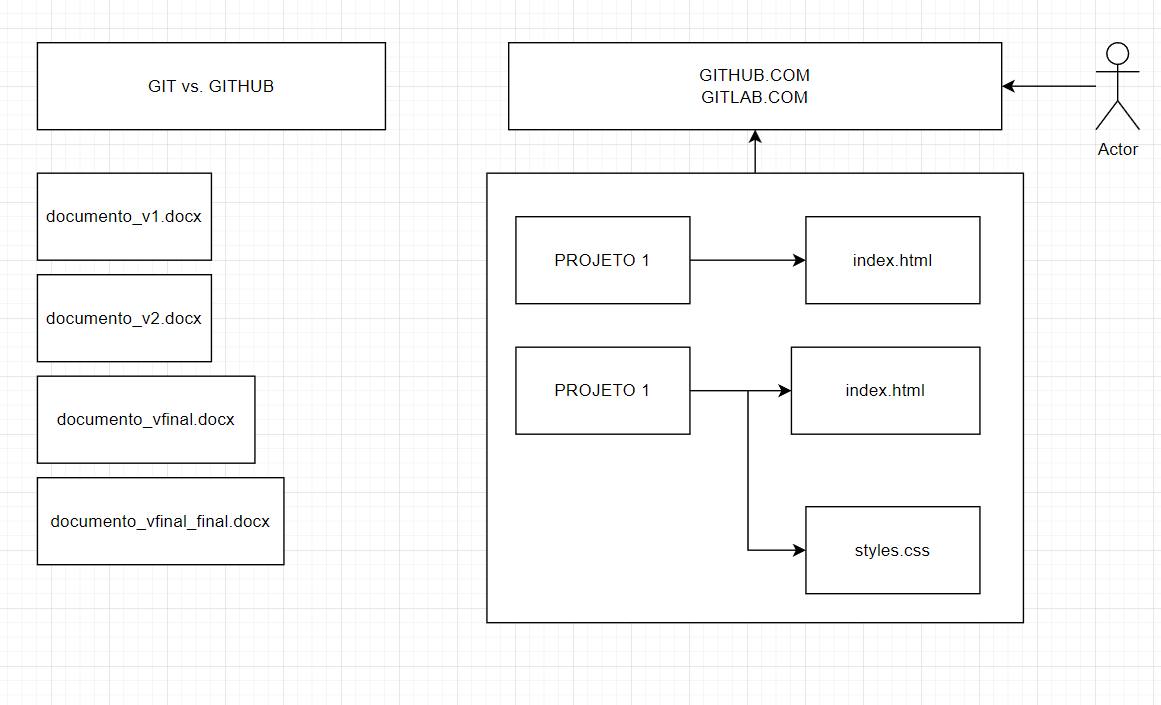 GIT vs. GITHUB
documento_v1.docx
documento_v2.docx
documento_vfinal.docx
documento_vfinal_final.docx
GITHUB.COM
GITLAB.COM
Actor
PROJETO 1
index.html
PROJETO 1
index.html
styles.css